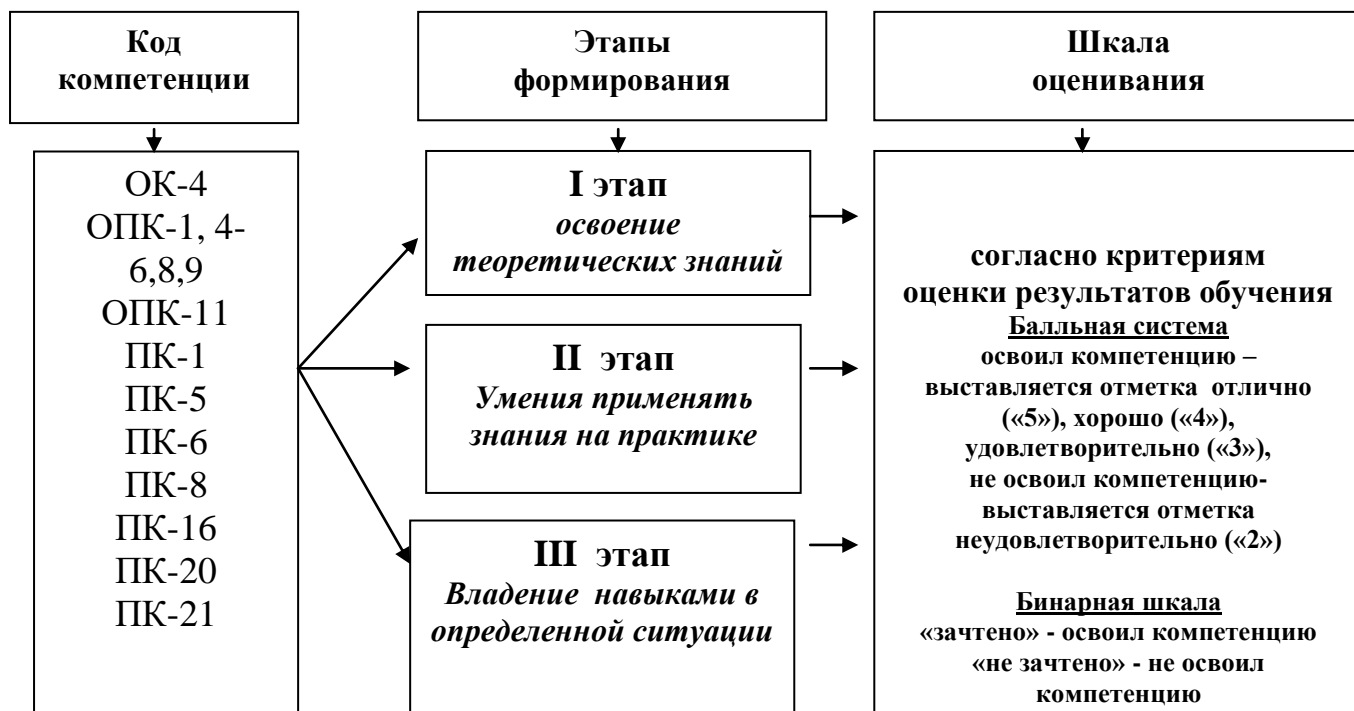 Код
компетенции
Этапы
формирования
Шкала
оценивания
ОК-4
ОПК-1, 4-
6,8,9
ОПК-11
ПК-1
ПК-5
ПК-6
ПК-8
ПК-16
ПК-20
ПК-21
I этап
освоение
теоретических знаний
II этап
Умения применять
знания на практике
III этап
Владение навыками в
определенной ситуации
согласно критериям
оценки результатов обучения
Балльная система
освоил компетенцию –
выставляется отметка отлично
(«5»), хорошо («4»),
удовлетворительно («3»),
не освоил компетенцию-
выставляется отметка
неудовлетворительно («2»)
Бинарная шкала
«зачтено» - освоил компетенцию
«не зачтено» - не освоил
компетенцию